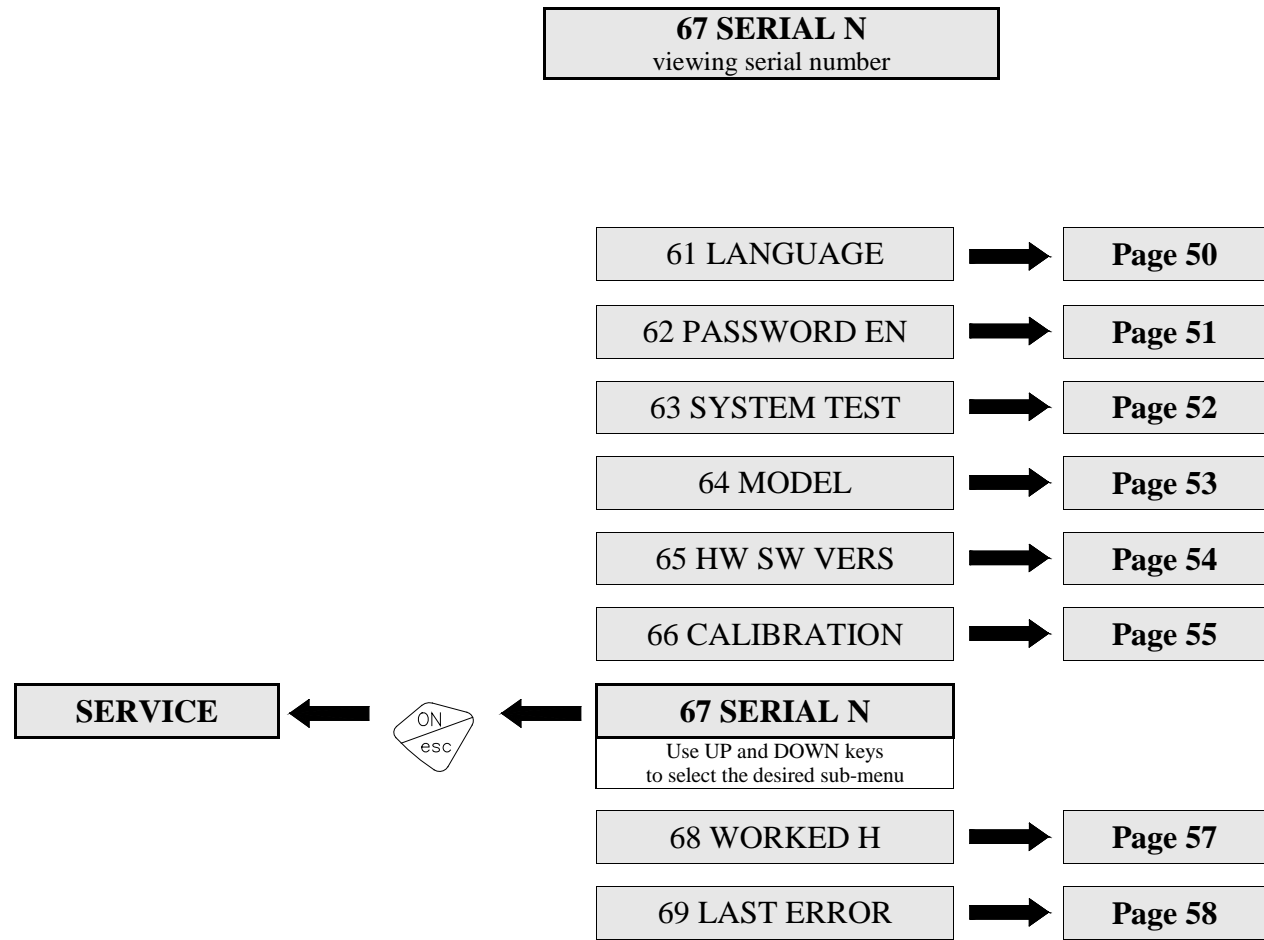 67 SERIAL N
viewing serial number
61 LANGUAGE
Page 50
62 PASSWORD EN
Page 51
63 SYSTEM TEST
Page 52
64 MODEL
Page 53
65 HW SW VERS
Page 54
66 CALIBRATION
Page 55
SERVICE
ON
esc
67 SERIAL N
Use UP and DOWN keys
to select the desired sub-menu
68 WORKED H
Page 57
69 LAST ERROR
Page 58